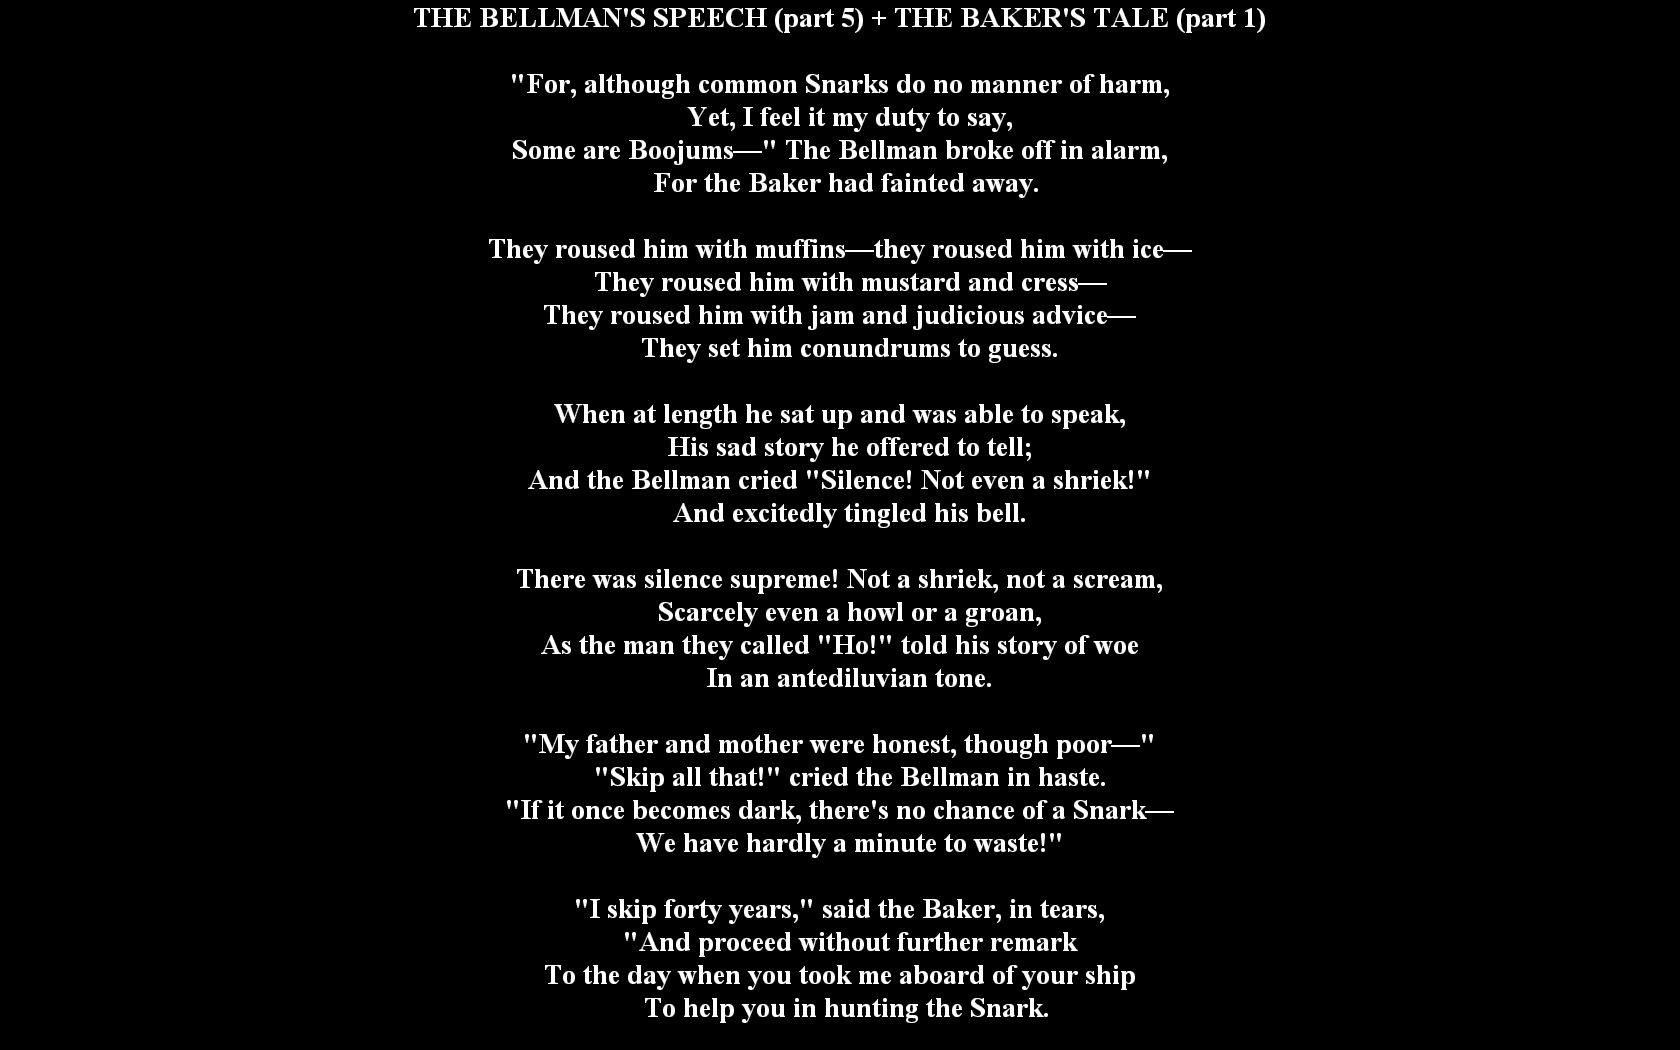 THE BELLMAN'S SPEECH (part 5) + THE BAKER'S TALE (part 1)
"For, although common Snarks do no manner of harm,
Yet, I feel it my duty to say,
Some are Boojums—" The Bellman broke off in alarm,
For the Baker had fainted away.
They roused him with muffins—they roused him with ice—
They roused him with mustard and cress—
They roused him with jam and judicious advice—
They set him conundrums to guess.
When at length he sat up and was able to speak,
His sad story he offered to tell;
And the Bellman cried "Silence! Not even a shriek!"
And excitedly tingled his bell.
There was silence supreme! Not a shriek, not a scream,
Scarcely even a howl or a groan,
As the man they called "Ho!" told his story of woe
In an antediluvian tone.
"My father and mother were honest, though poor—"
"Skip all that!" cried the Bellman in haste.
"If it once becomes dark, there's no chance of a Snark—
We have hardly a minute to waste!"
"I skip forty years," said the Baker, in tears,
"And proceed without further remark
To the day when you took me aboard of your ship
To help you in hunting the Snark.